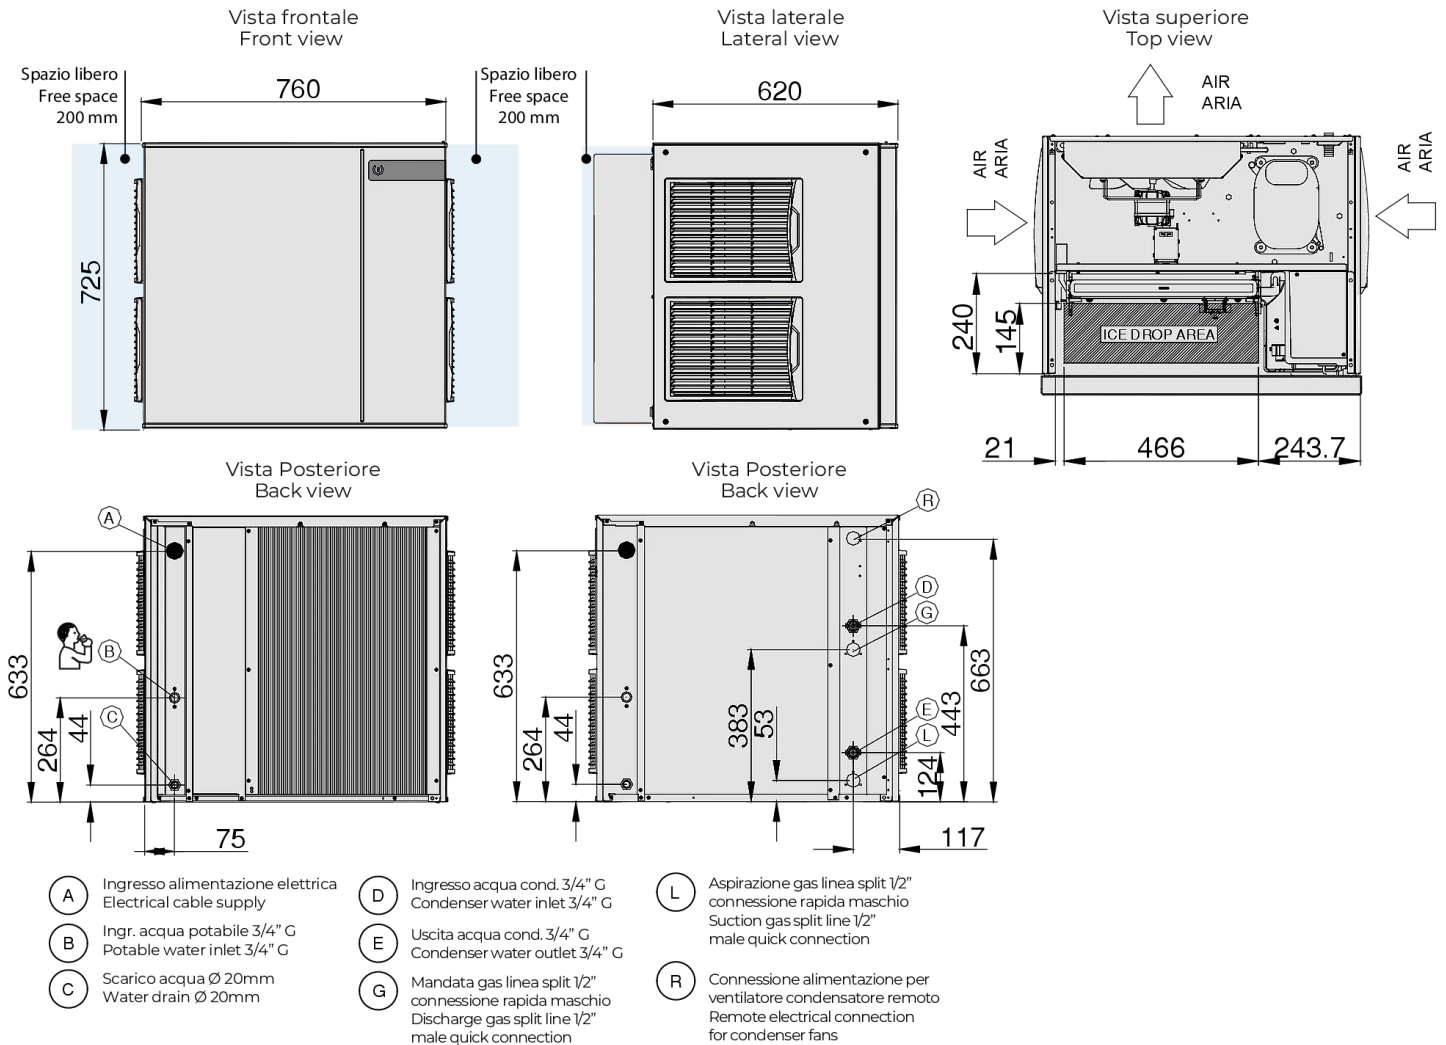 Vista frontale
Front view
Spazio libero
Free space
200 mm
760
725
Vista laterale
Lateral view
Spazio libero
Free space
200 mm
620
Vista superiore
Top view
AIR
ARIA
AIR
ARIA
AIR
ARIA
240
145
ICE DROP AREA
21
466
243.7
Vista Posteriore
Back view
A
B
C
633
264
44
75
Vista Posteriore
Back view
R
D
G
E
L
633
264
44
383
53
124
443
663
117
A
Ingresso alimentazione elettrica
Electrical cable supply
B
Ingr. acqua potabile 3/4” G
Potable water inlet 3/4” G
C
Scarico acqua Ø 20mm
Water drain Ø 20mm
D
Ingresso acqua cond. 3/4” G
Condenser water inlet 3/4” G
E
Uscita acqua cond. 3/4” G
Condenser water outlet 3/4” G
G
Mandata gas linea split 1/2”
connessione rapida maschio
Discharge gas split line 1/2”
male quick connection
L
Aspirazione gas linea split 1/2”
connessione rapida maschio
Suction gas split line 1/2”
male quick connection
R
Connessione alimentazione per
ventilatore condensatore remoto
Remote electrical connection
for condenser fans